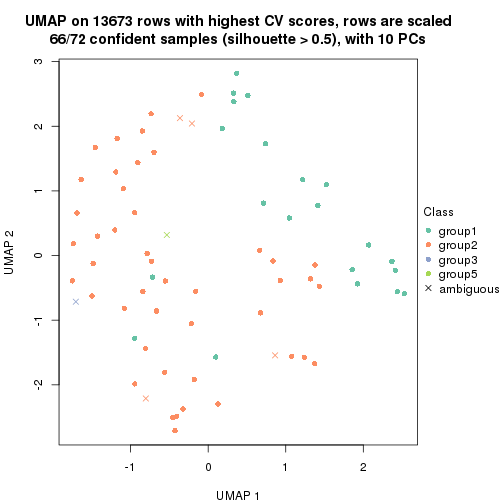 UMAP on 13673 rows with highest CV scores, rows are scaled
66/72 confident samples (silhouette > 0.5), with 10 PCs
3
2
1
0
-1
-2
UMAP 2
-1
0
1
2
UMAP 1
Class
group1
group2
group3
group5
ambiguous